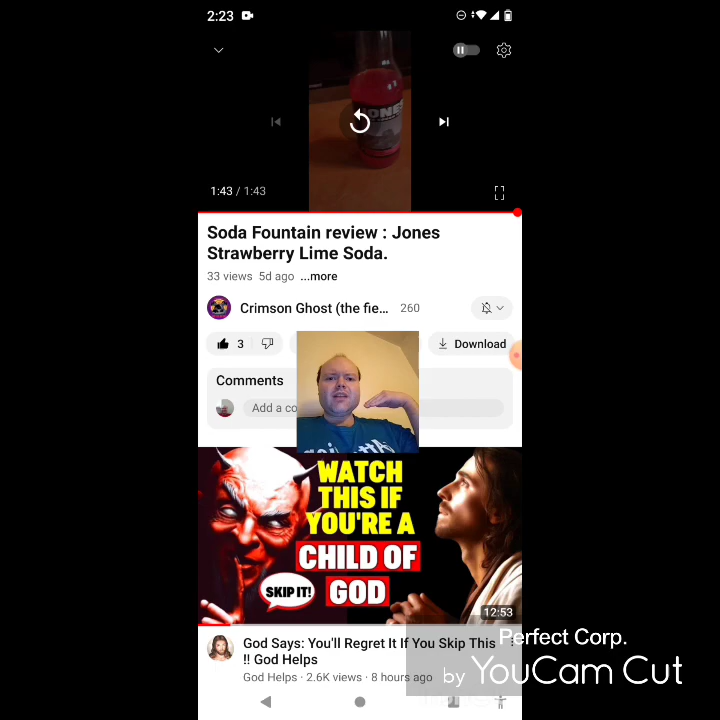 2:23
JONES
1:43 / 1:43
Soda Fountain review : Jones
Strawberry Lime Soda.
33 views 5d ago ...more
Crimson Ghost (the fie... 260
3
Download
Comments
Add a co
WATCH
THIS IF
YOU'RE A
CHILD OF
GOD
SKIP IT!
12:53
God Says: You'll Regret It If You Skip This
!! God Helps
God Helps · 2.6K views · 8 hours ago
Perfect Corp.
by YouCam Cut